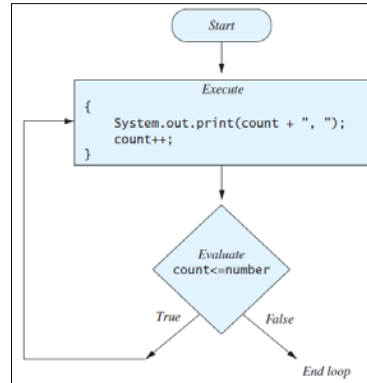 Start
Execute
{
System.out.print(count + ", ");
count++;
}
Evaluate
count<=number
True
False
End loop